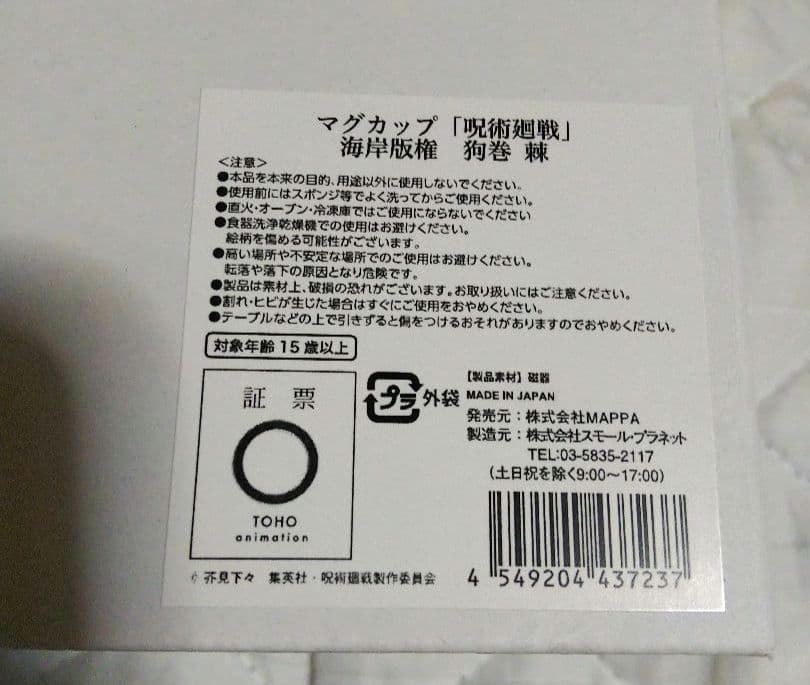 マグカップ「呪術廻戦」
海岸版権　狗巻 棘
<注意>
●本品を本来の目的、用途以外に使用しないでください。
●使用前にはスポンジ等でよく洗ってからご使用ください。
●直火・オーブン・冷凍庫ではご使用にならないでください
●食器洗浄乾燥機での使用はお避けください。
絵柄を傷める可能性がございます。
●高い場所や不安定な場所でのご使用はお避けください。
転落や落下の原因となり危険です。
●製品は素材上、破損の恐れがございます。お取り扱いにはご注意ください。
●割れ・ヒビが生じた場合はすぐにご使用をおやめください。
●テーブルなどの上で引きずると傷をつけるおそれがありますのでおやめください。
対象年齢15歳以上
証 票
TOHO
animation
プラ 外袋
【製品素材】磁器
MADE IN JAPAN
発売元：株式会社MAPPA
製造元：株式会社スモール・プラネット
TEL:03-5835-2117
（土日祝を除く9:00〜17:00）
4 549204 437237
© 芥見下々　集英社・呪術廻戦製作委員会